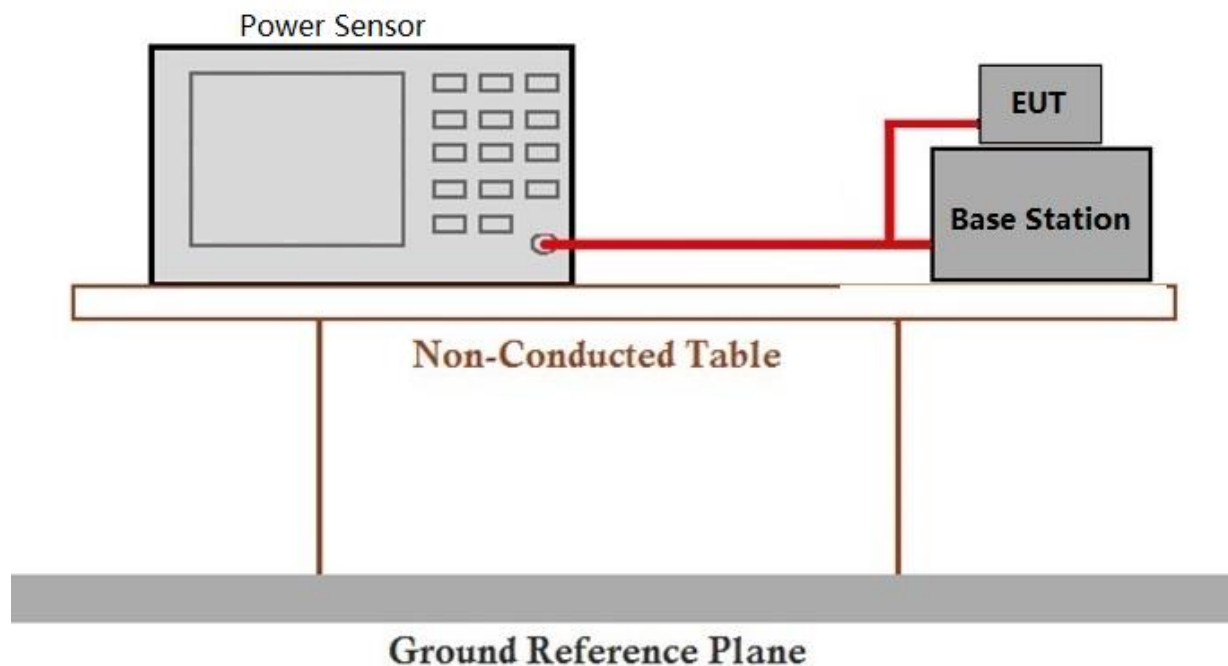 Power Sensor
EUT
Base Station
Non-Conducted Table
Ground Reference Plane